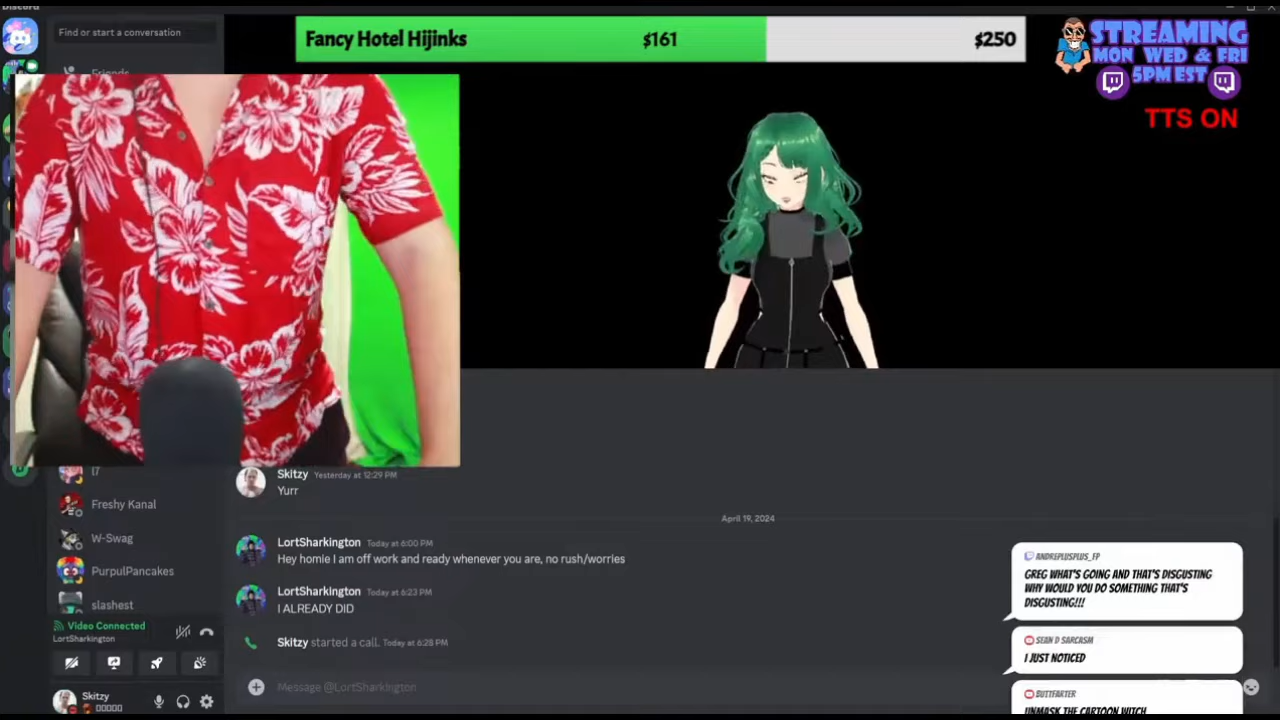 Discord
Find or start a conversation
Friends
Fancy Hotel Hijinks
$161
$250
STREAMING
MON WED & FRI
5PM EST
TTS ON
17
Freshy Kanal
W-Swag
PurpulPancakes
slashest
Video Connected
LortSharkington
Skitzy
00000
Skitzy Yesterday at 12:29 PM
Yurr
April 19, 2024
LortSharkington Today at 6:00 PM
Hey homie I am off work and ready whenever you are, no rush/worries
LortSharkington Today at 6:23 PM
I ALREADY DID
Skitzy started a call. Today at 6:28 PM
Message @LortSharkington
ANDREPLUSPLUS_FP
GREG WHAT'S GOING AND THAT'S DISGUSTING
WHY WOULD YOU DO SOMETHING THAT'S
DISGUSTING!!!
SEAN D SARCASM
I JUST NOTICED
BUTTFARTER
UNMASK THE CARTOON WITCH